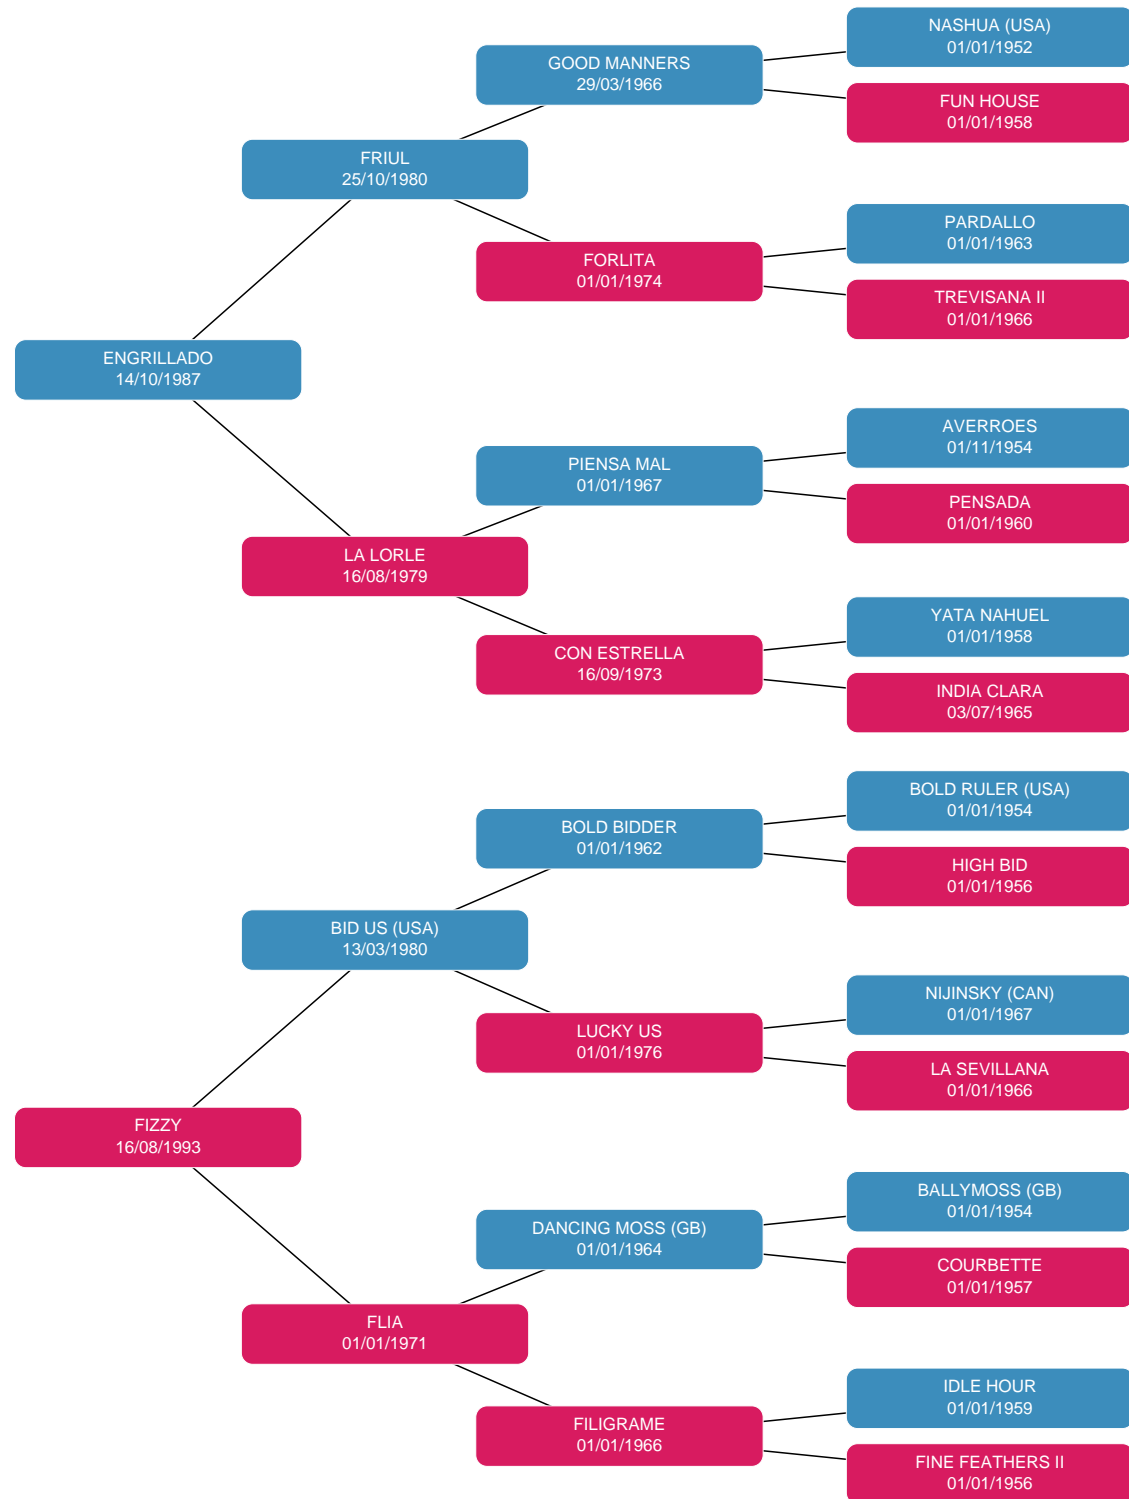 NASHUA (USA)
01/01/1952
GOOD MANNERS
29/03/1966
FUN HOUSE
01/01/1958
FRIUL
25/10/1980
PARDALLO
01/01/1963
FORLITA
01/01/1974
TREVISANA II
01/01/1966
ENGRILLADO
14/10/1987
AVERROES
01/11/1954
PIENSA MAL
01/01/1967
PENSADA
01/01/1960
LA LORLE
16/08/1979
YATA NAHUEL
01/01/1958
CON ESTRELLA
16/09/1973
INDIA CLARA
03/07/1965
BOLD RULER (USA)
01/01/1954
BOLD BIDDER
01/01/1962
HIGH BID
01/01/1956
BID US (USA)
13/03/1980
NIJINSKY (CAN)
01/01/1967
LUCKY US
01/01/1976
LA SEVILLANA
01/01/1966
FIZZY
16/08/1993
BALLYMOSS (GB)
01/01/1954
DANCING MOSS (GB)
01/01/1964
COURBETTE
01/01/1957
FLIA
01/01/1971
IDLE HOUR
01/01/1959
FILIGRAME
01/01/1966
FINE FEATHERS II
01/01/1956